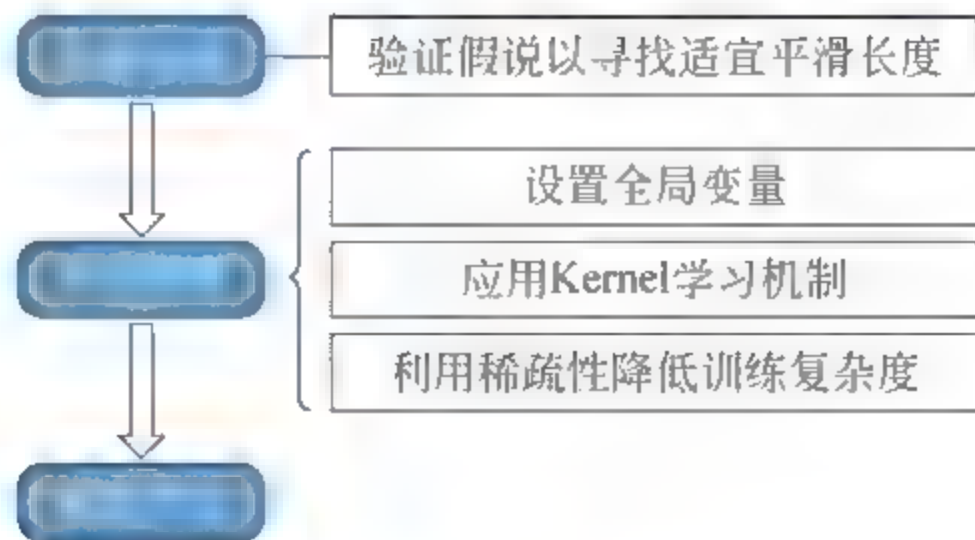 验证假说以寻找适宜平滑长度
设置全局变量
应用Kernel学习机制
利用稀疏性降低训练复杂度